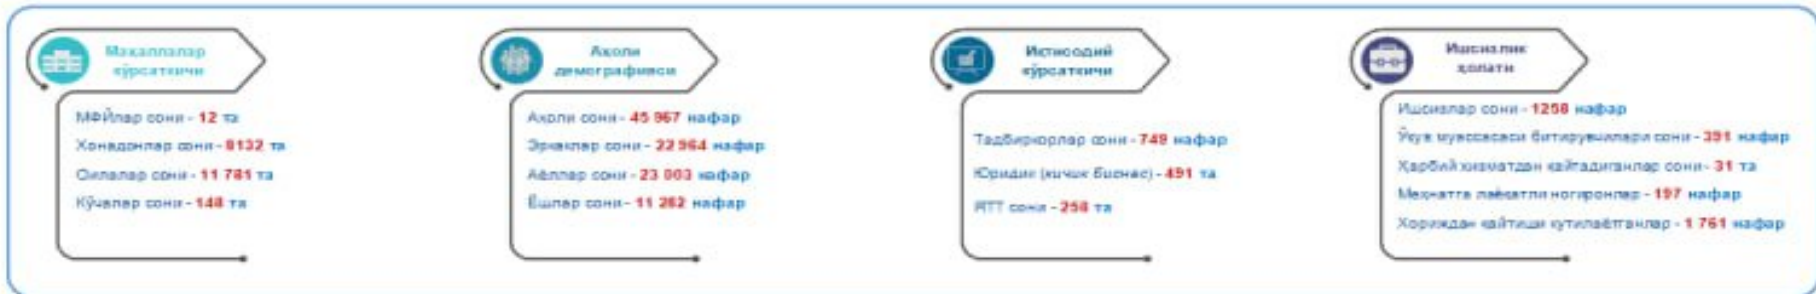 Маҳаллалар
кўрсаткичи
МФЙлар сони - 12 та
Хонадонлар сони - 8132 та
Оилалар сони - 11 781 та
Кўчалар сони - 148 та
Аҳоли
демографияси
Аҳоли сони - 45 967 нафар
Эркаклар сони - 22 964 нафар
Аёллар сони - 23 003 нафар
Ёшлар сони - 11 262 нафар
Иқтисодий
кўрсаткичи
Тадбиркорлар сони - 749 нафар
Юридик (кичик бизнес) - 491 та
ЯТТ сони - 258 та
Ишсизлик
ҳолати
Ишсизлар сони - 1258 нафар
Ўқув муассасаси битирувчилари сони - 391 нафар
Ҳарбий хизматдан қайтадиганлар сони - 31 та
Меҳнатга лаёқатли ногиронлар - 197 нафар
Хориждан қайтиши кутилаётганлар - 1 761 нафар